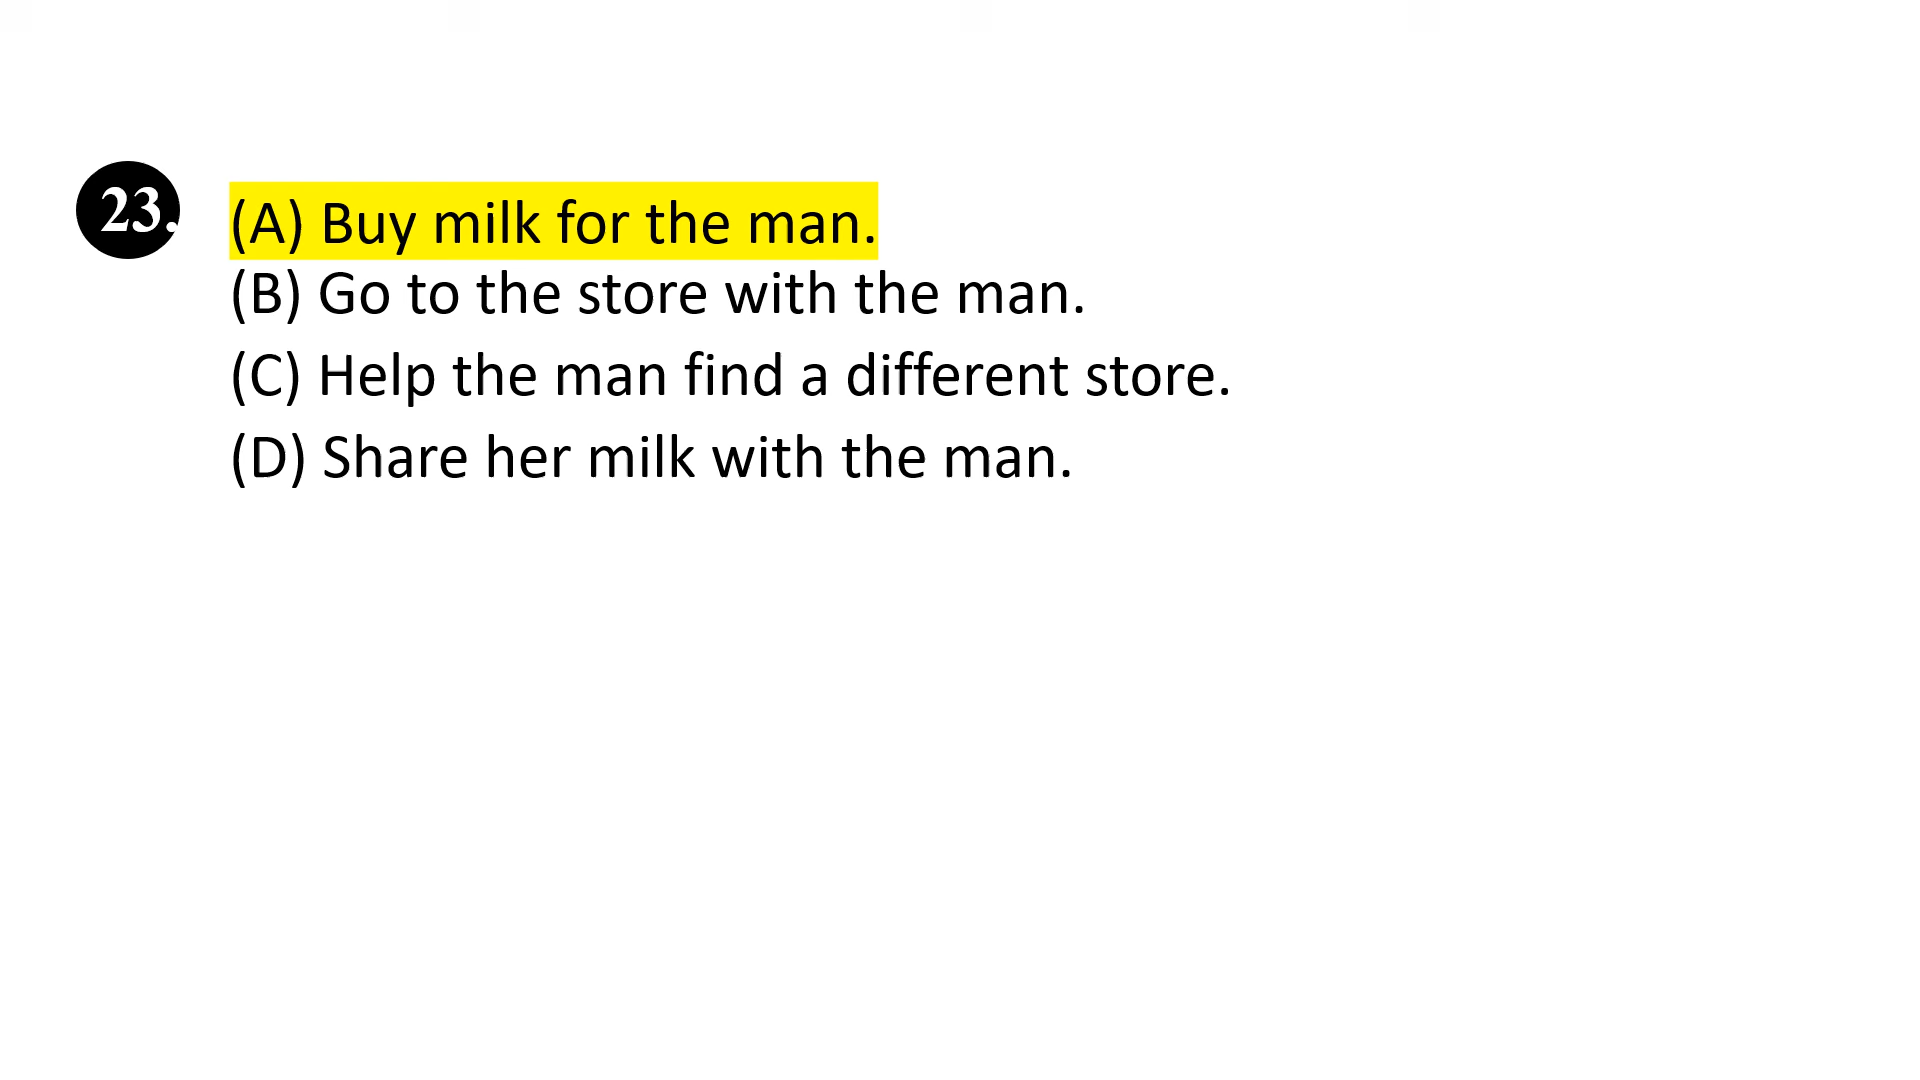 23. (A) Buy milk for the man.
(B) Go to the store with the man.
(C) Help the man find a different store.
(D) Share her milk with the man.